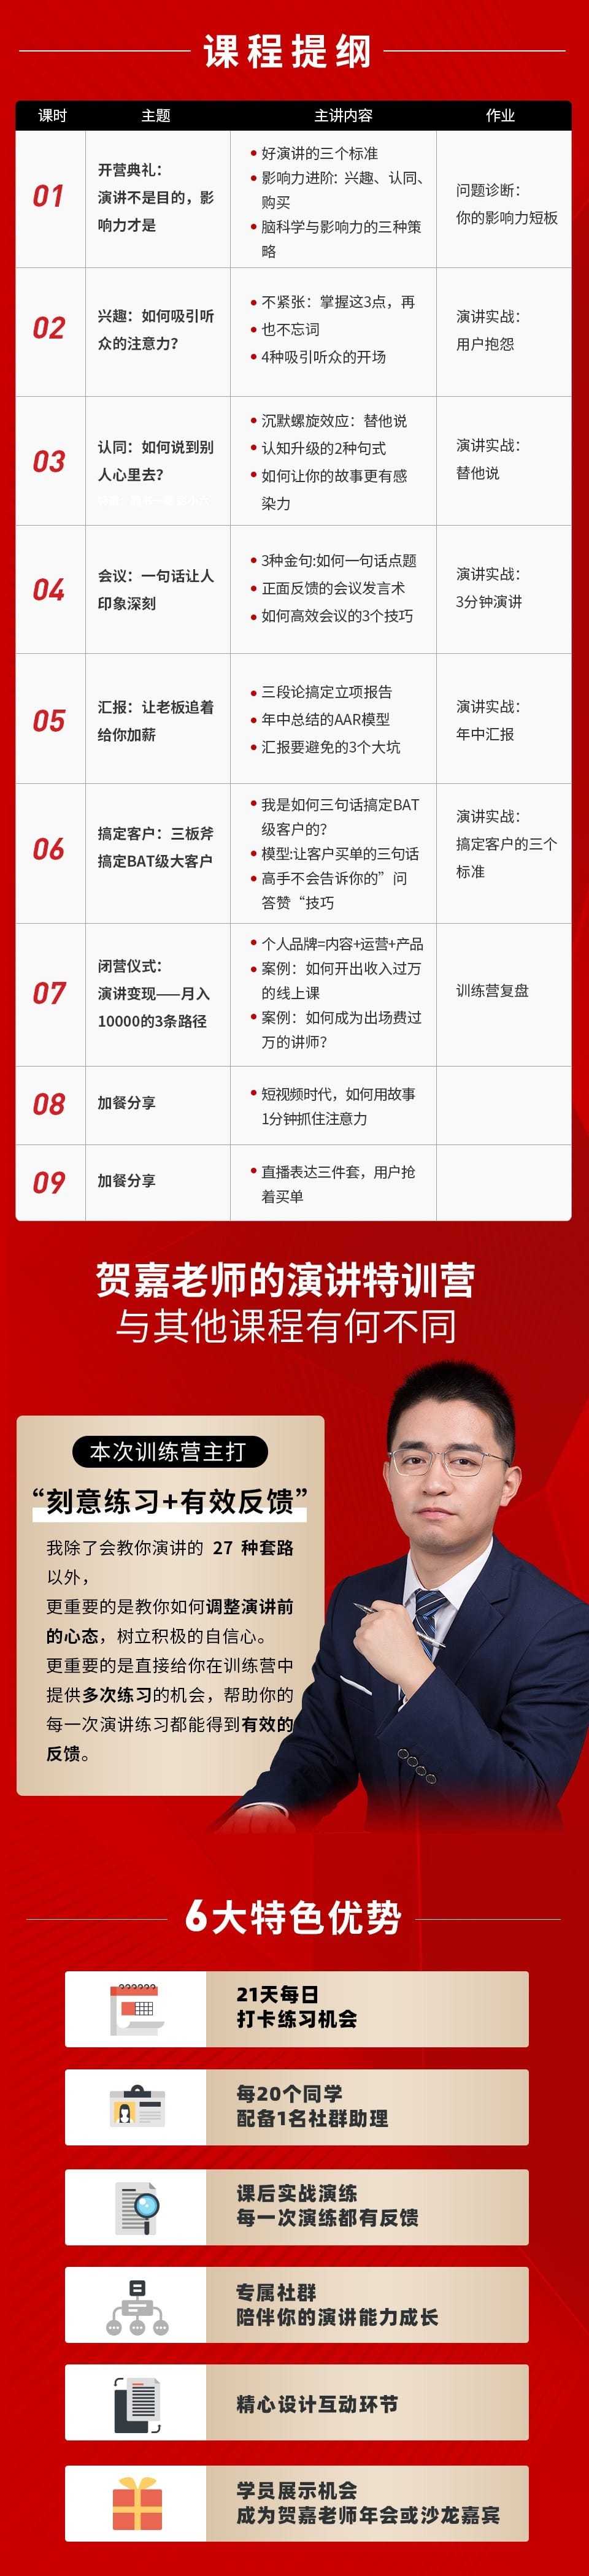 课程提纲
课时 主题 主讲内容 作业
01
开营典礼：
演讲不是目的，影
响力才是
好演讲的三个标准
影响力进阶：兴趣、认同、
购买
脑科学与影响力的三种策
略
问题诊断：
你的影响力短板
02
兴趣：如何吸引听
众的注意力？
不紧张：掌握这3点，再
也不忘词
4种吸引听众的开场
演讲实战：
用户抱怨
03
认同：如何说到别
人心里去？
沉默螺旋效应：替他说
认知升级的2种句式
如何让你的故事更有感
染力
演讲实战：
替他说
04
会议：一句话让人
印象深刻
3种金句:如何一句话点题
正面反馈的会议发言术
如何高效会议的3个技巧
演讲实战：
3分钟演讲
05
汇报：让老板追着
给你加薪
三段论搞定立项报告
年中总结的AAR模型
汇报要避免的3个大坑
演讲实战：
年中汇报
06
搞定客户：三板斧
搞定BAT级大客户
我是如何三句话搞定BAT
级客户的？
模型:让客户买单的三句话
高手不会告诉你的”问
答赞“技巧
演讲实战：
搞定客户的三个
标准
07
闭营仪式：
演讲变现——月入
10000的3条路径
个人品牌=内容+运营+产品
案例：如何开出收入过万
的线上课
案例：如何成为出场费过
万的讲师？
训练营复盘
08
加餐分享
短视频时代，如何用故事
1分钟抓住注意力
09
加餐分享
直播表达三件套，用户抢
着买单
贺嘉老师的演讲特训营
与其他课程有何不同
本次训练营主打
“刻意练习+有效反馈”
我除了会教你演讲的 27 种套路
以外，
更重要的是教你如何调整演讲前
的心态，树立积极的自信心。
更重要的是直接给你在训练营中
提供多次练习的机会，帮助你的
每一次演讲练习都能得到有效的
反馈。
6大特色优势
21天每日
打卡练习机会
每20个同学
配备1名社群助理
课后实战演练
每一次演练都有反馈
专属社群
陪伴你的演讲能力成长
精心设计互动环节
学员展示机会
成为贺嘉老师年会或沙龙嘉宾